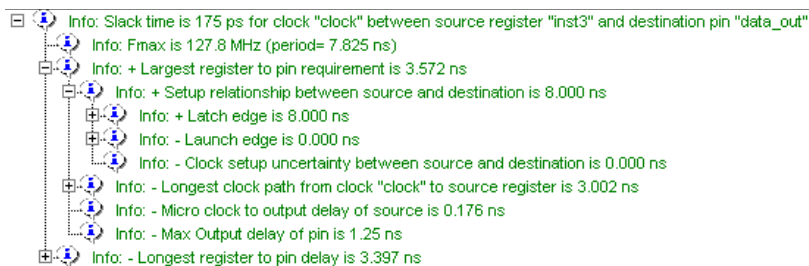 Info: Slack time is 175 ps for clock "clock" between source register "inst3" and destination pin "data_out"
Info: Fmax is 127.8 MHz (period= 7.825 ns)
Info: + Largest register to pin requirement is 3.572 ns
Info: + Setup relationship between source and destination is 8.000 ns
Info: + Latch edge is 8.000 ns
Info: - Launch edge is 0.000 ns
Info: - Clock setup uncertainty between source and destination is 0.000 ns
Info: - Longest clock path from clock "clock" to source register is 3.002 ns
Info: - Micro clock to output delay of source is 0.176 ns
Info: - Max Output delay of pin is 1.25 ns
Info: - Longest register to pin delay is 3.397 ns